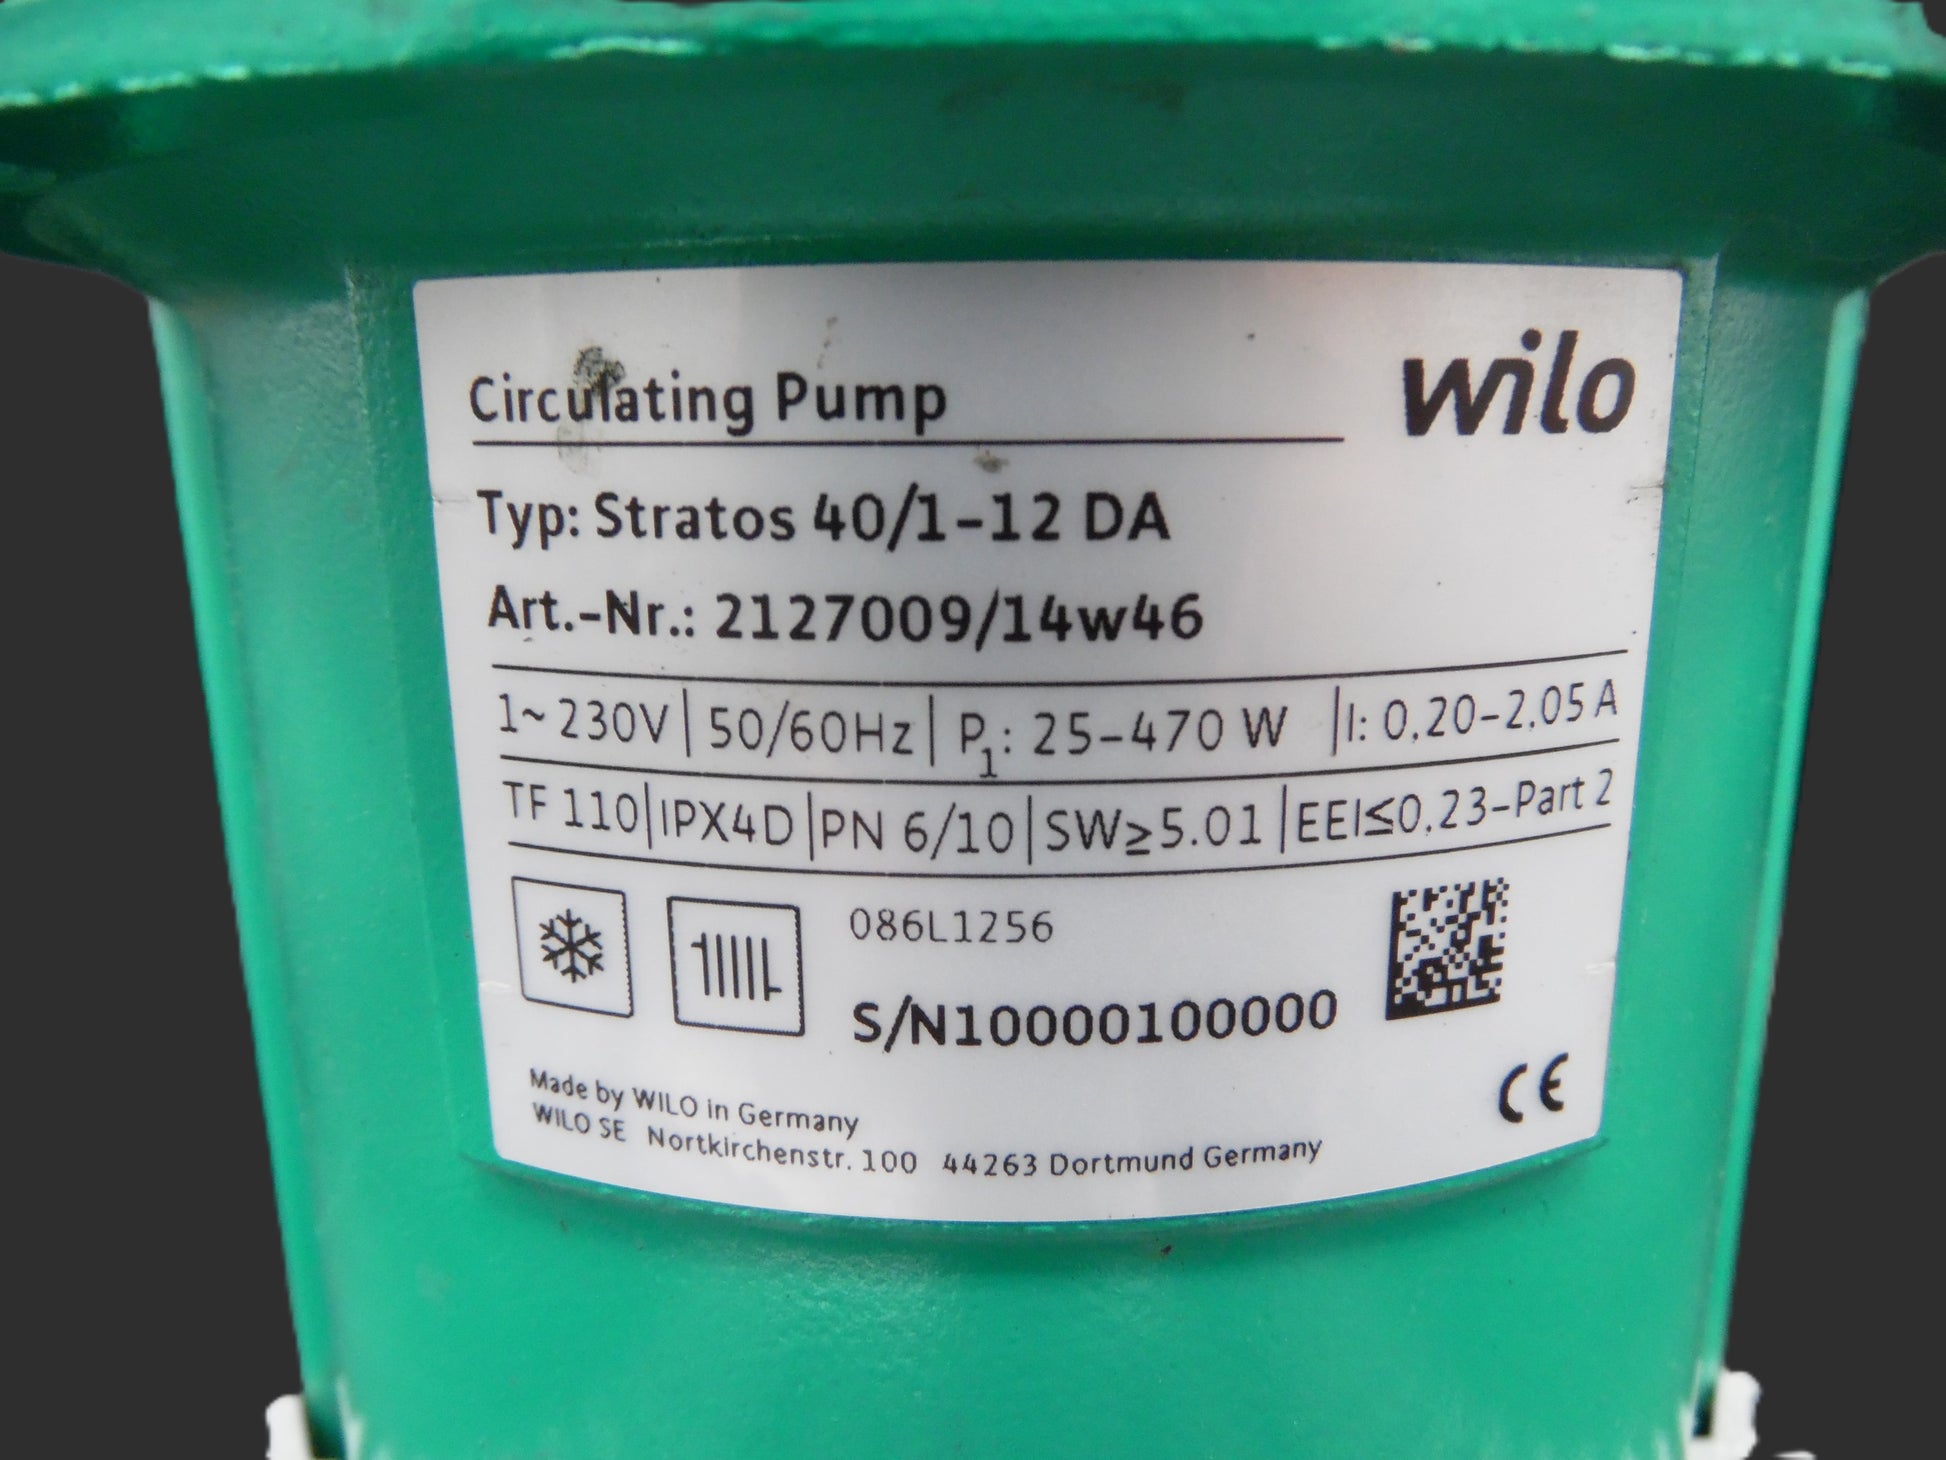 Circulating Pump
wilo
Typ: Stratos 40/1-12 DA
Art.-Nr.: 2127009/14w46
1~230V | 50/60Hz | P1: 25-470 W | I: 0,20-2,05 A
TF 110 | IPX4D | PN 6/10 | SW≥5.01 | EEI≤0,23-Part 2
086L1256
S/N10000100000
CE
Made by WILO in Germany
WILO SE Nortkirchenstr. 100 44263 Dortmund Germany